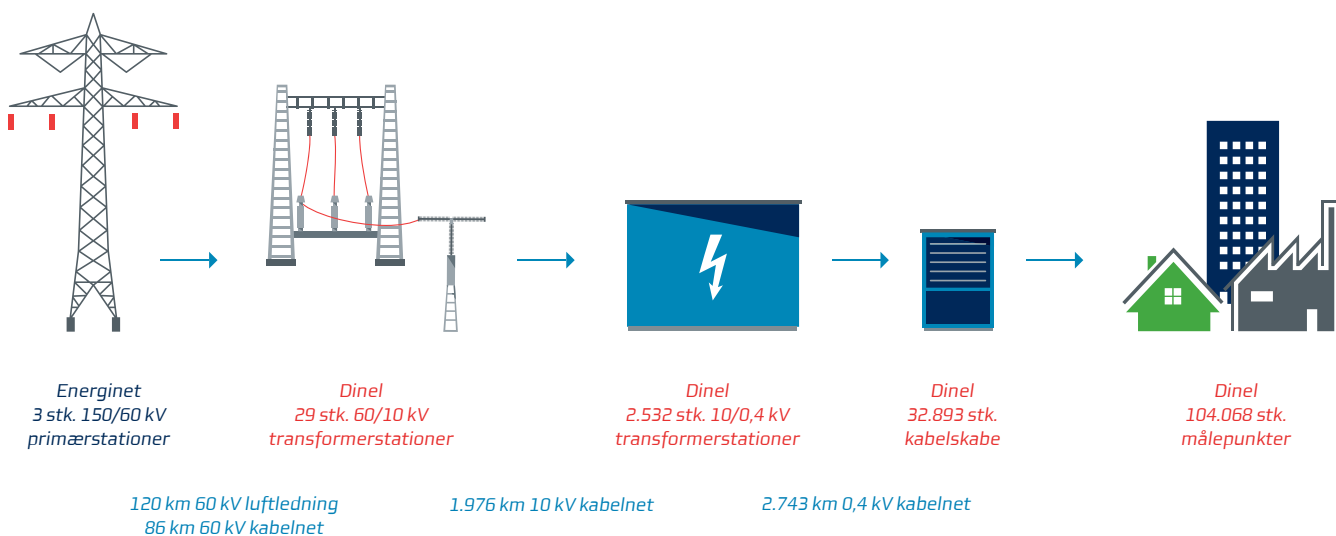 Energinet
3 stk. 150/60 kV
primærstationer
Dinel
29 stk. 60/10 kV
transformerstationer
Dinel
2.532 stk. 10/0,4 kV
transformerstationer
Dinel
32.893 stk.
kabelskabe
Dinel
104.068 stk.
målepunkter
120 km 60 kV luftledning
86 km 60 kV kabelnet
1.976 km 10 kV kabelnet
2.743 km 0,4 kV kabelnet